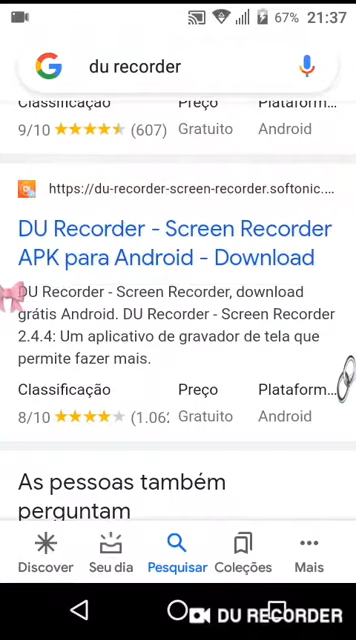 67% 21:37
du recorder
Classificação Preço Plataform...
9/10 (607) Gratuito Android
https://du-recorder-screen-recorder.softonic....
DU Recorder - Screen Recorder
APK para Android - Download
DU Recorder - Screen Recorder, download
grátis Android. DU Recorder - Screen Recorder
2.4.4: Um aplicativo de gravador de tela que
permite fazer mais.
Classificação Preço Plataform...
8/10 (1.062 Gratuito Android
As pessoas também
perguntam
Discover Seu dia Pesquisar Coleções Mais
DU RECORDER